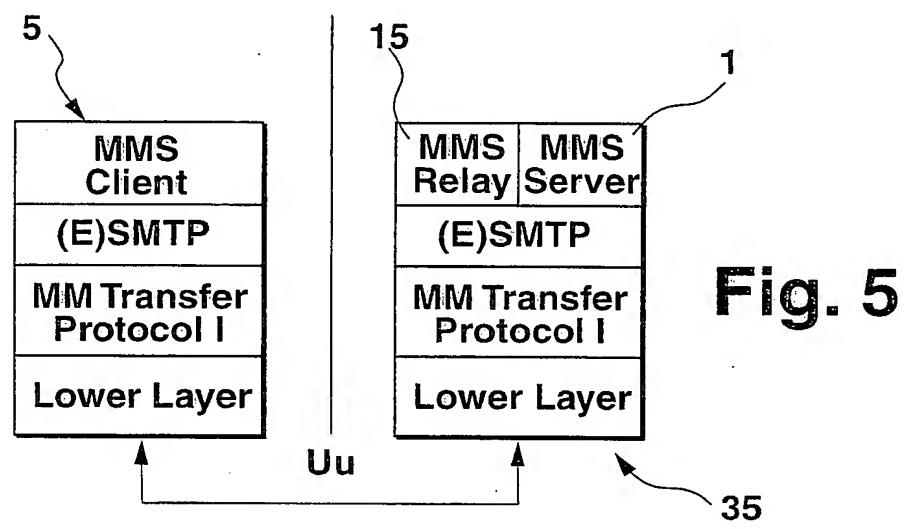 5
15
1
MMS
Client
(E)SMTP
MM Transfer
Protocol I
Lower Layer
MMS
Relay
MMS
Server
(E)SMTP
MM Transfer
Protocol I
Lower Layer
Uu
35
Fig. 5